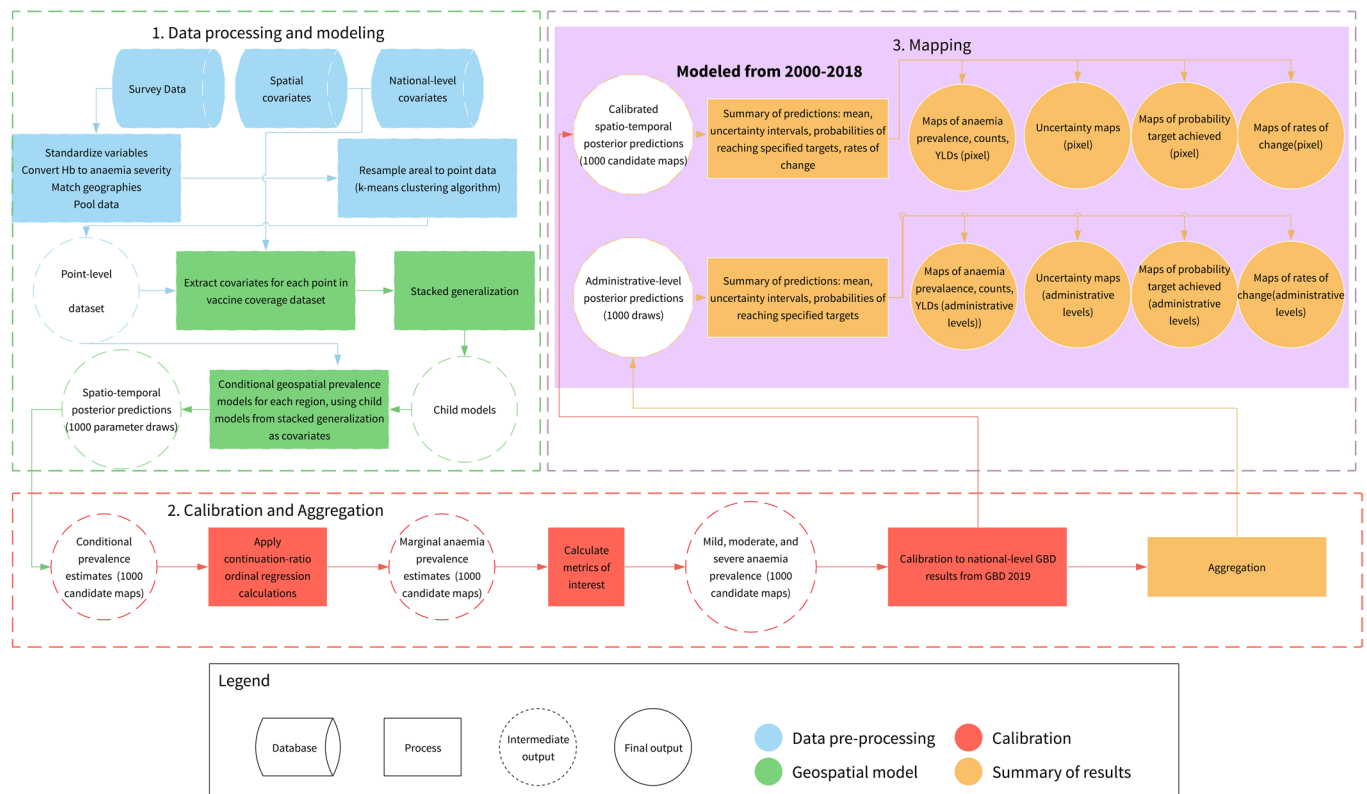 1. Data processing and modeling
Survey Data
Spatial
covariates
National-level
covariates
Standardize variables
Convert Hb to anaemia severity
Match geographies
Pool data
Resample areal to point data
(k-means clustering algorithm)
Point-level
dataset
Extract covariates for each point in
vaccine coverage dataset
Stacked generalization
Spatio-temporal
posterior predictions
(1000 parameter draws)
Conditional geospatial prevalence
models for each region, using child
models from stacked generalization
as covariates
Child models
3. Mapping
Modeled from 2000-2018
Calibrated
spatio-temporal
posterior predictions
(1000 candidate maps)
Summary of predictions: mean,
uncertainty intervals, probabilities of
reaching specified targets, rates of
change
Maps of anaemia
prevalence, counts,
YLDs (pixel)
Uncertainty maps
(pixel)
Maps of probability
target achieved
(pixel)
Maps of rates of
change(pixel)
Administrative-level
posterior predictions
(1000 draws)
Summary of predictions: mean,
uncertainty intervals, probabilities of
reaching specified targets
Maps of anaemia
prevalaence, counts,
YLDs (administrative
levels))
Uncertainty maps
(administrative
levels)
Maps of probability
target achieved
(administrative
levels)
Maps of rates of
change(administrative
levels)
2. Calibration and Aggregation
Conditional
prevalence
estimates (1000
candidate maps)
Apply
continuation-ratio
ordinal regression
calculations
Marginal anaemia
prevalence
estimates (1000
candidate maps)
Calculate
metrics of
interest
Mild, moderate, and
severe anaemia
prevalence (1000
candidate maps)
Calibration to national-level GBD
results from GBD 2019
Aggregation
Legend
Database
Process
Intermediate
output
Final output
Data pre-processing
Geospatial model
Calibration
Summary of results